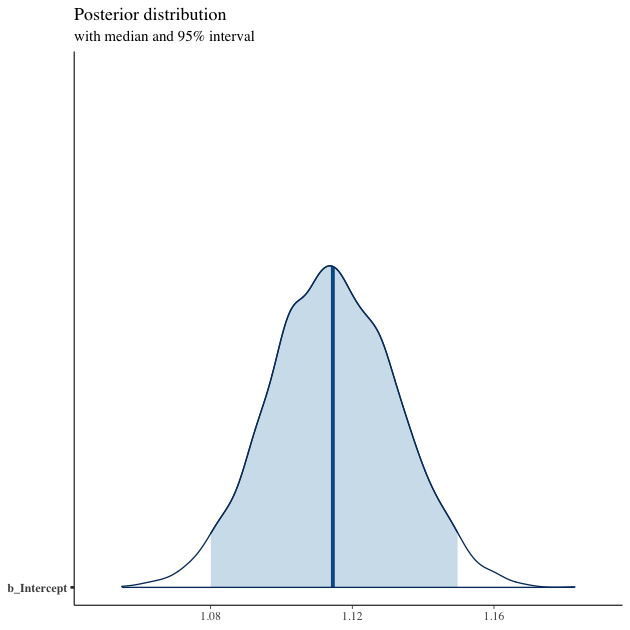 Posterior distribution
with median and 95% interval
b_Intercept
1.08 1.12 1.16